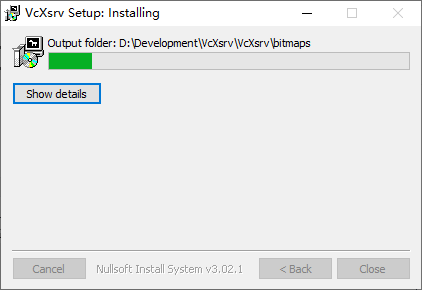 VcXsrv Setup: Installing
Output folder: D:\Development\VcXsrv\VcXsrv\bitmaps
Show details
Cancel
Nullsoft Install System v3.02.1
< Back
Close